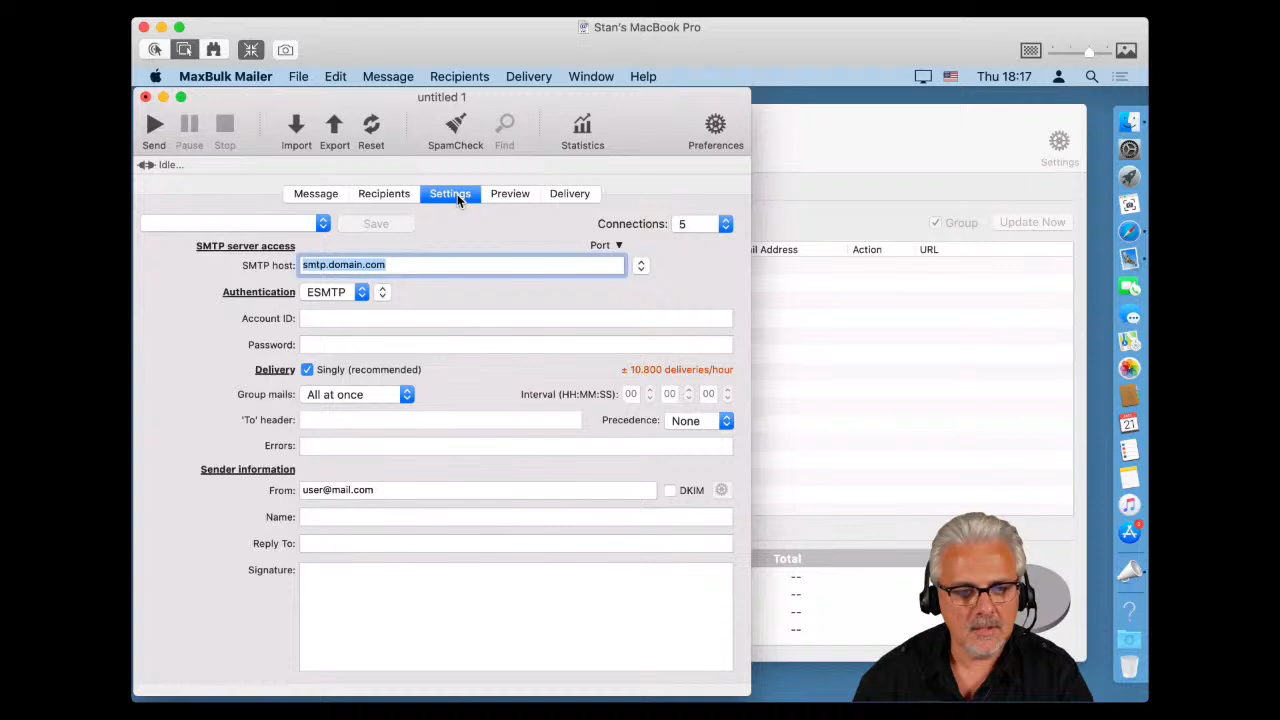 Stan's MacBook Pro
MaxBulk Mailer File Edit Message Recipients Delivery Window Help Thu 18:17
untitled 1
Send Pause Stop Import Export Reset SpamCheck Find Statistics Preferences
Settings
Idle...
Message Recipients Settings Preview Delivery
Save Connections: 5
Group Update Now
SMTP server access Port ▼
ail Address Action URL
SMTP host: smtp.domain.com
Authentication ESMTP
Account ID:
Password:
Delivery Singly (recommended) ± 10.800 deliveries/hour
Group mails: All at once Interval (HH:MM:SS): 00 00 00
'To' header: Precedence: None
Errors:
Sender information
From: user@mail.com DKIM
Name:
Reply To:
Signature:
Total
--
--
--
--
21